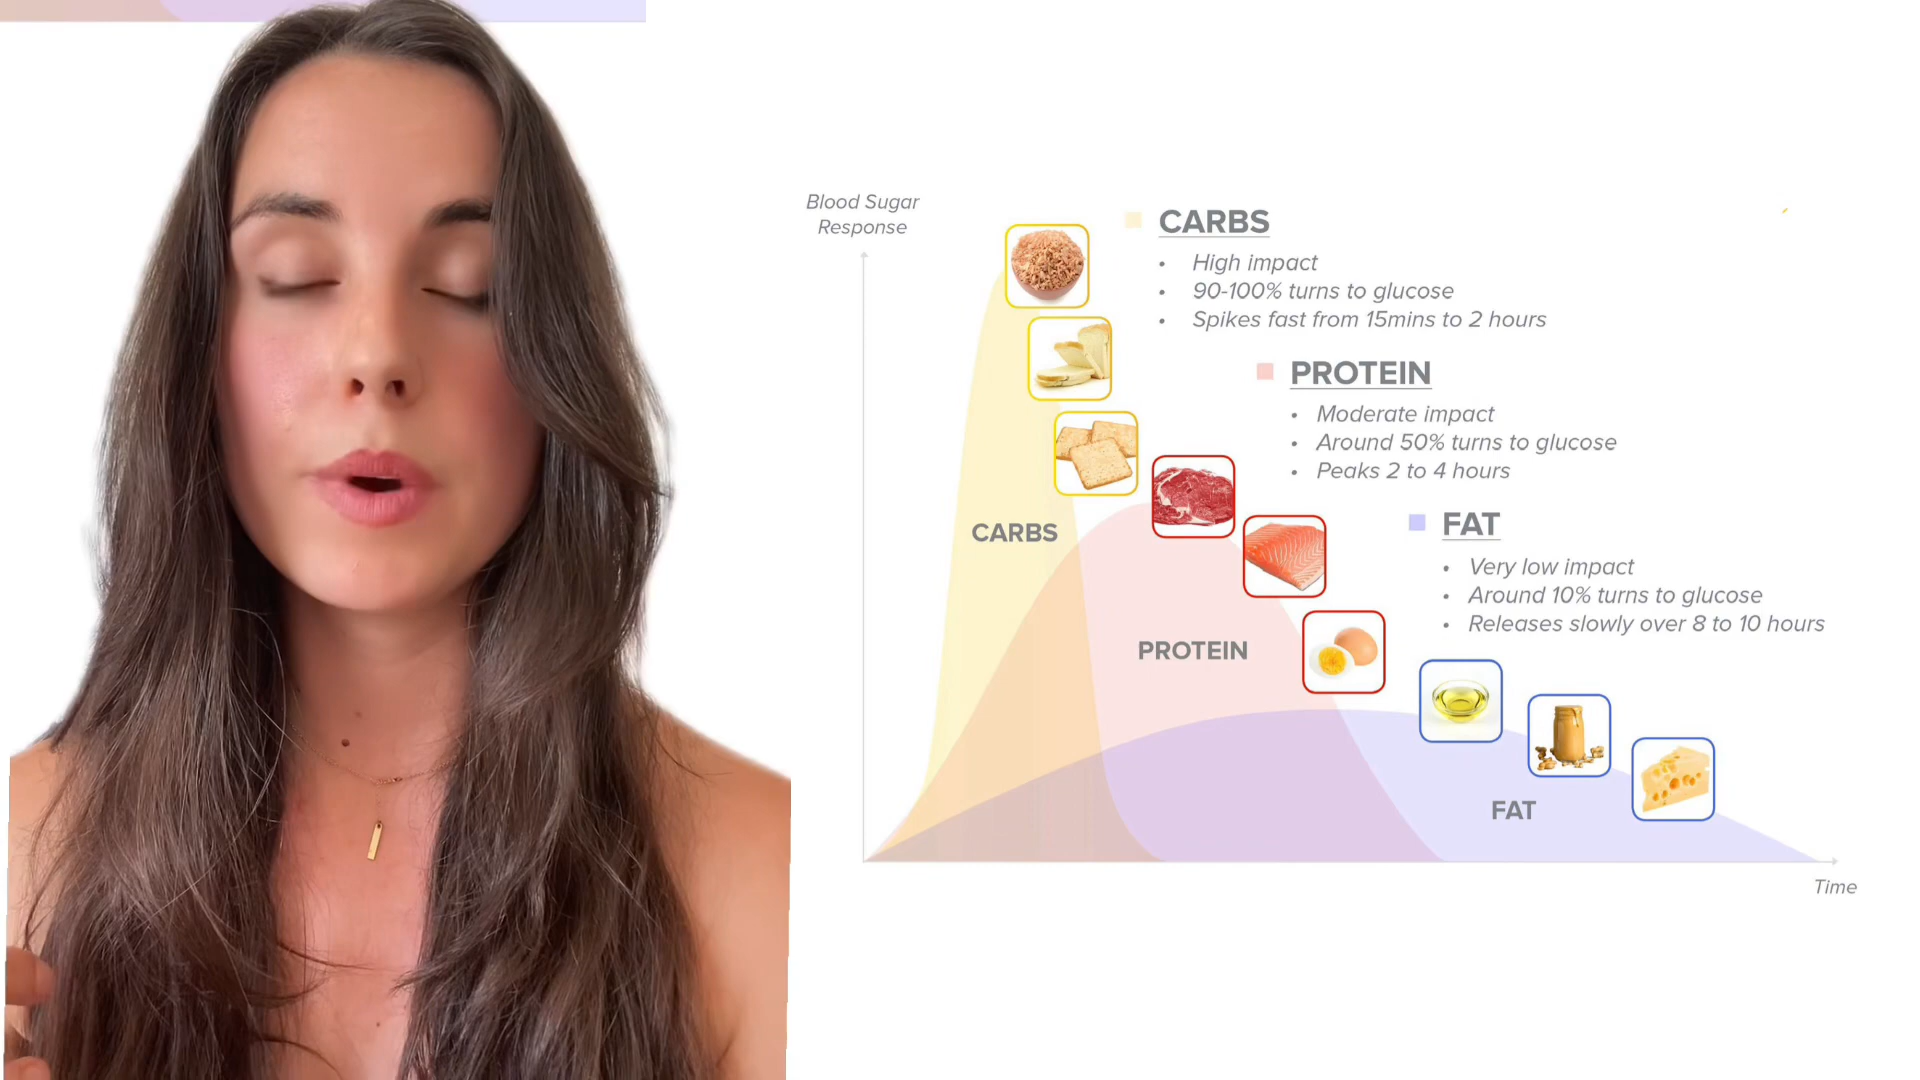 Blood Sugar
Response
CARBS
• High impact
• 90-100% turns to glucose
• Spikes fast from 15mins to 2 hours
PROTEIN
• Moderate impact
• Around 50% turns to glucose
• Peaks 2 to 4 hours
FAT
• Very low impact
• Around 10% turns to glucose
• Releases slowly over 8 to 10 hours
CARBS
PROTEIN
FAT
Time